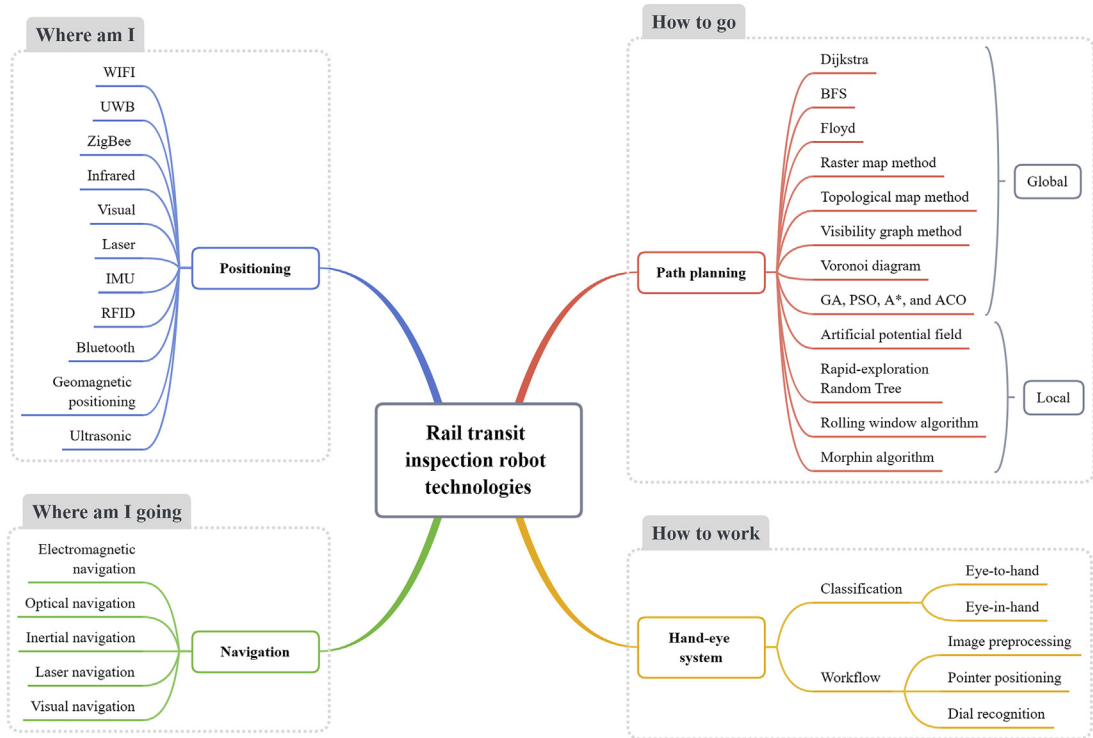 Where am I
WIFI
UWB
ZigBee
Infrared
Visual
Laser
IMU
RFID
Bluetooth
Geomagnetic
positioning
Ultrasonic
Positioning
Where am I going
Electromagnetic
navigation
Optical navigation
Inertial navigation
Laser navigation
Visual navigation
Navigation
Rail transit
inspection robot
technologies
How to go
Path planning
Dijkstra
BFS
Floyd
Raster map method
Topological map method
Visibility graph method
Voronoi diagram
GA, PSO, A*, and ACO
Artificial potential field
Rapid-exploration
Random Tree
Rolling window algorithm
Morphin algorithm
Global
Local
How to work
Hand-eye
system
Classification
Eye-to-hand
Eye-in-hand
Workflow
Image preprocessing
Pointer positioning
Dial recognition